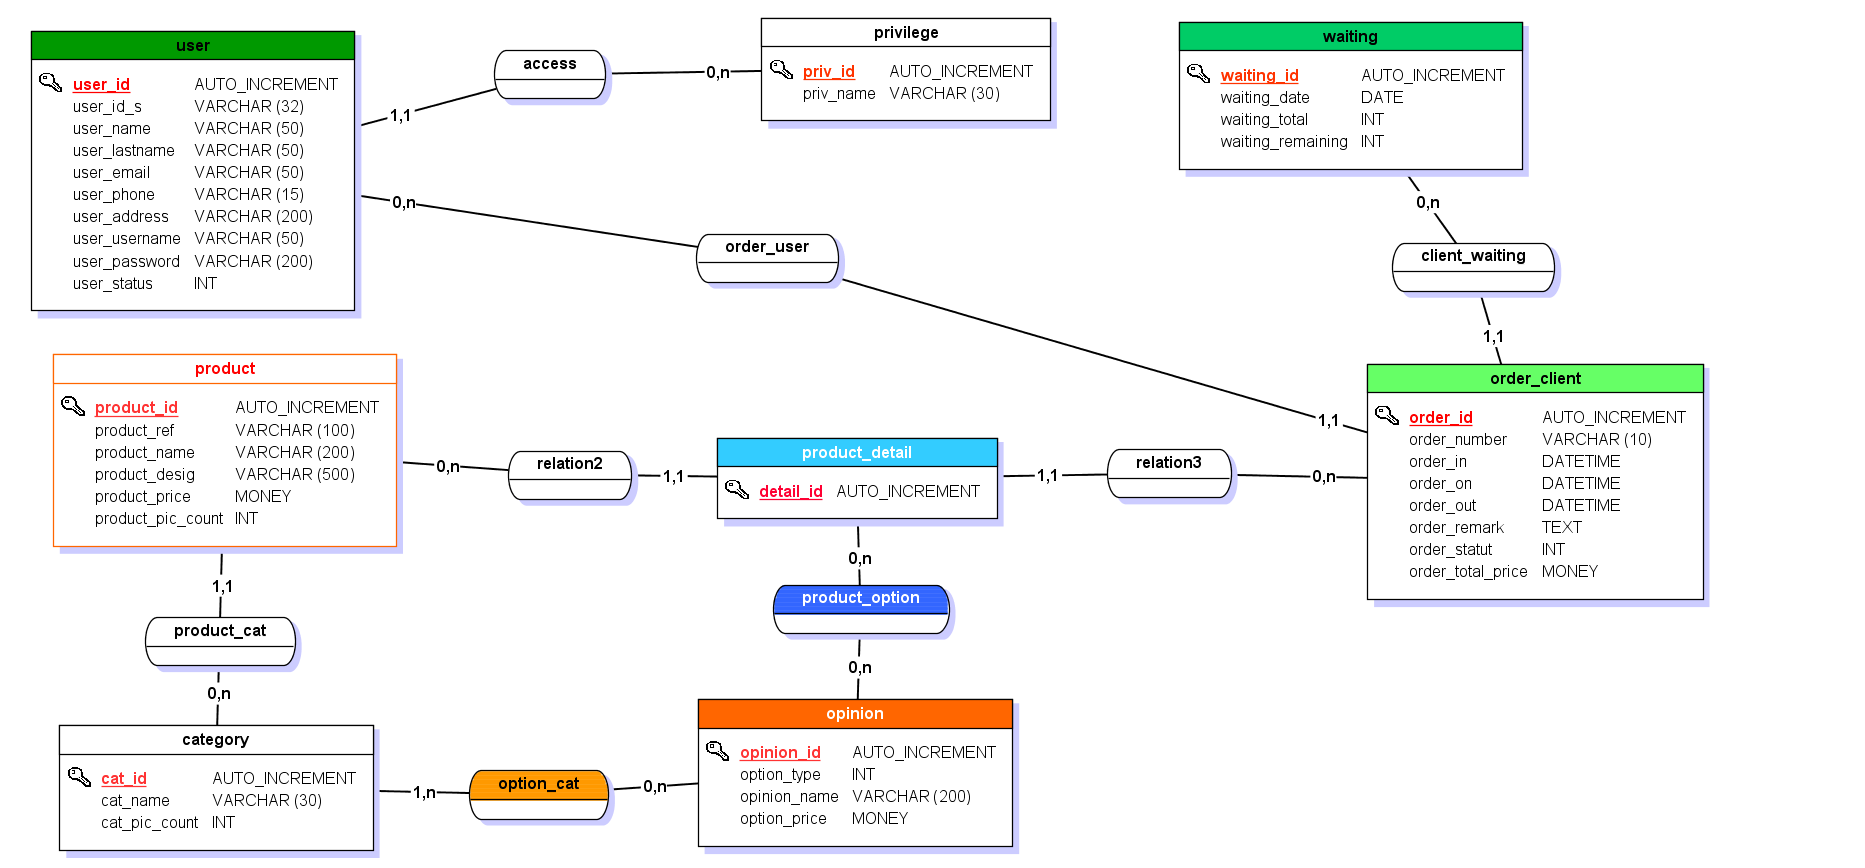 user
user_id AUTO_INCREMENT
user_id_s VARCHAR (32)
user_name VARCHAR (50)
user_lastname VARCHAR (50)
user_email VARCHAR (50)
user_phone VARCHAR (15)
user_address VARCHAR (200)
user_username VARCHAR (50)
user_password VARCHAR (200)
user_status INT
1,1
access
0,n
privilege
priv_id AUTO_INCREMENT
priv_name VARCHAR (30)
waiting
waiting_id AUTO_INCREMENT
waiting_date DATE
waiting_total INT
waiting_remaining INT
0,n
client_waiting
1,1
0,n
order_user
1,1
order_client
order_id AUTO_INCREMENT
order_number VARCHAR (10)
order_in DATETIME
order_on DATETIME
order_out DATETIME
order_remark TEXT
order_statut INT
order_total_price MONEY
product
product_id AUTO_INCREMENT
product_ref VARCHAR (100)
product_name VARCHAR (200)
product_desig VARCHAR (500)
product_price MONEY
product_pic_count INT
0,n
relation2
1,1
product_detail
detail_id AUTO_INCREMENT
1,1
relation3
0,n
0,n
product_option
0,n
1,1
product_cat
0,n
category
cat_id AUTO_INCREMENT
cat_name VARCHAR (30)
cat_pic_count INT
1,n
option_cat
0,n
opinion
opinion_id AUTO_INCREMENT
option_type INT
opinion_name VARCHAR (200)
option_price MONEY